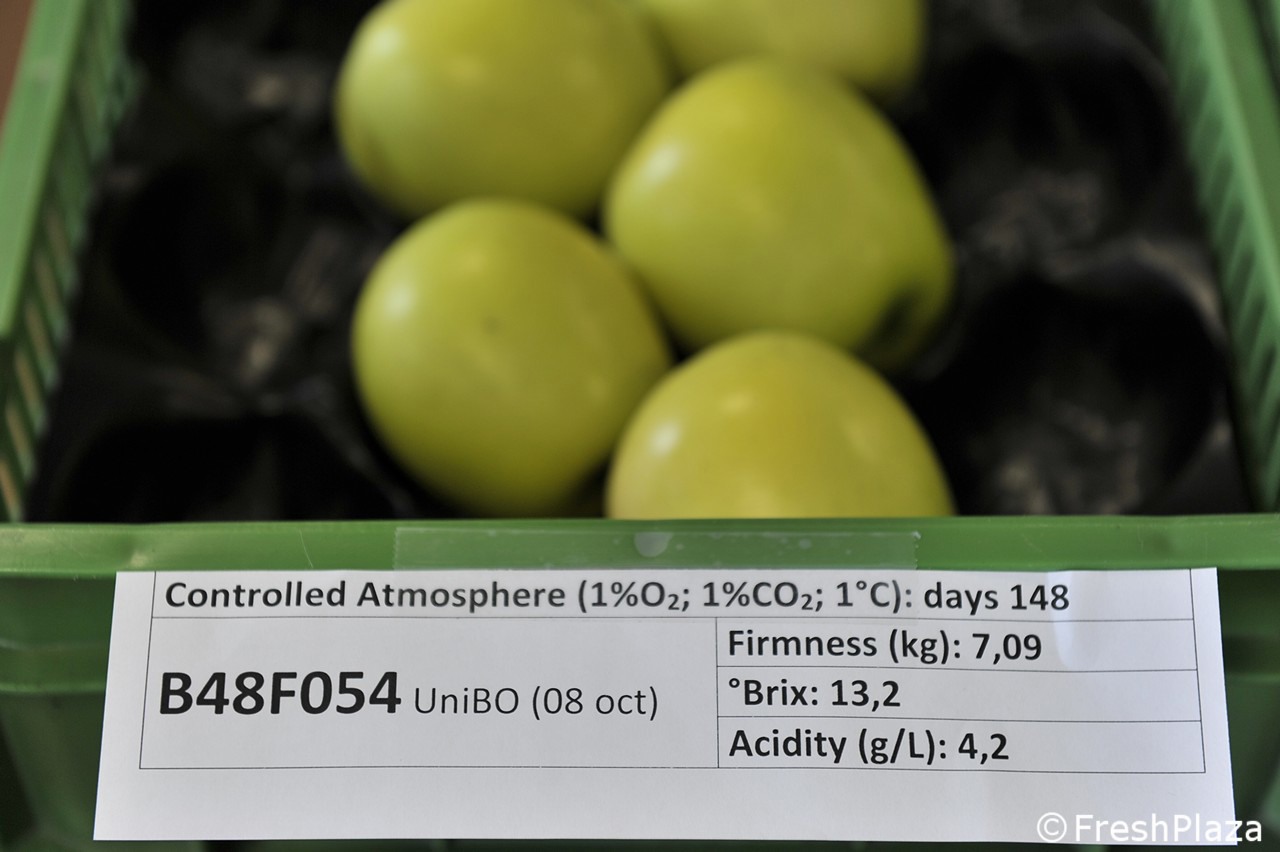 Controlled Atmosphere (1%O₂; 1%CO₂; 1°C): days 148
B48F054 UniBO (08 oct)
Firmness (kg): 7,09
°Brix: 13,2
Acidity (g/L): 4,2
©FreshPlaza